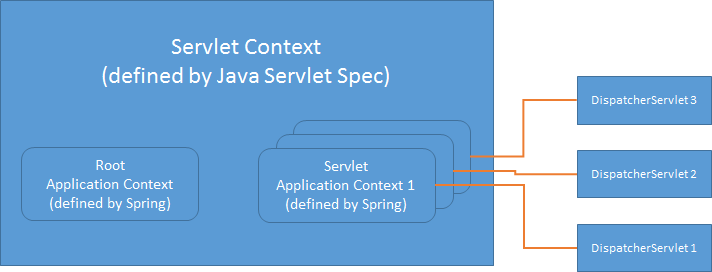 Servlet Context
(defined by Java Servlet Spec)
Root
Application Context
(defined by Spring)
Servlet
Application Context 1
(defined by Spring)
DispatcherServlet 3
DispatcherServlet 2
DispatcherServlet 1